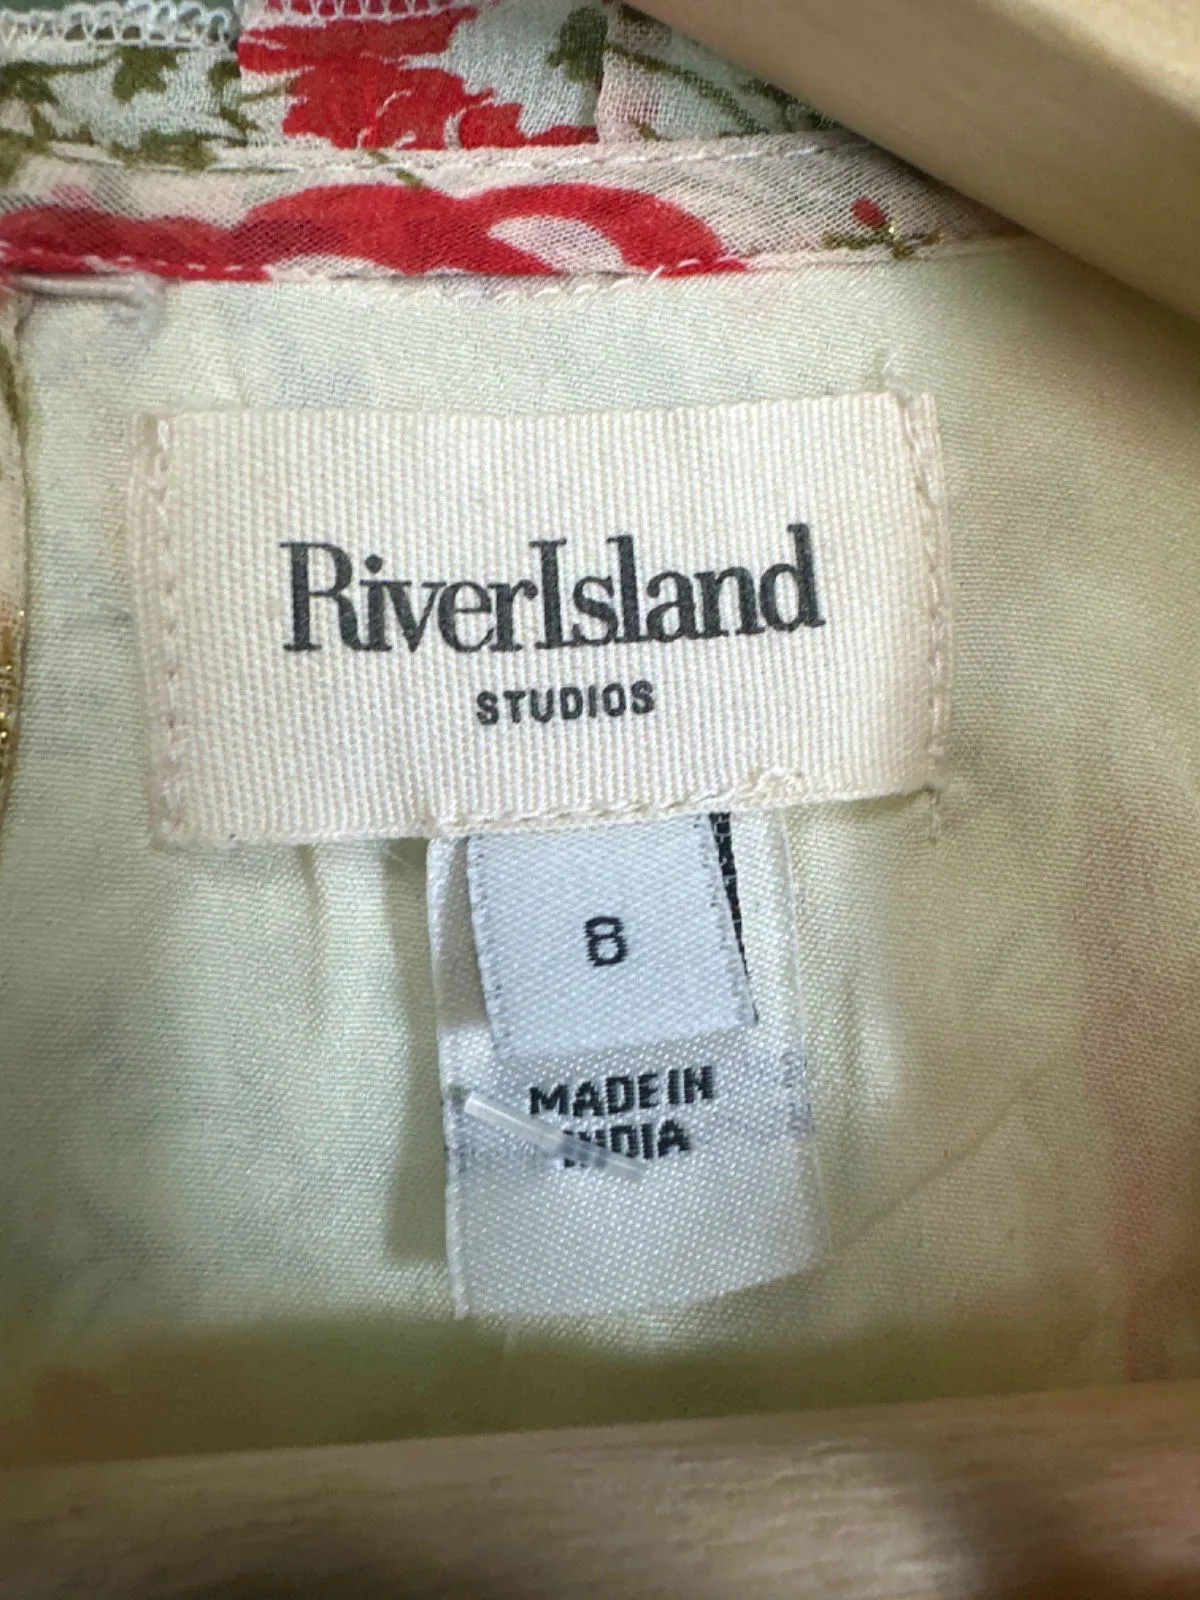 RiverIsland
STUDIOS
8
MADE IN
INDIA